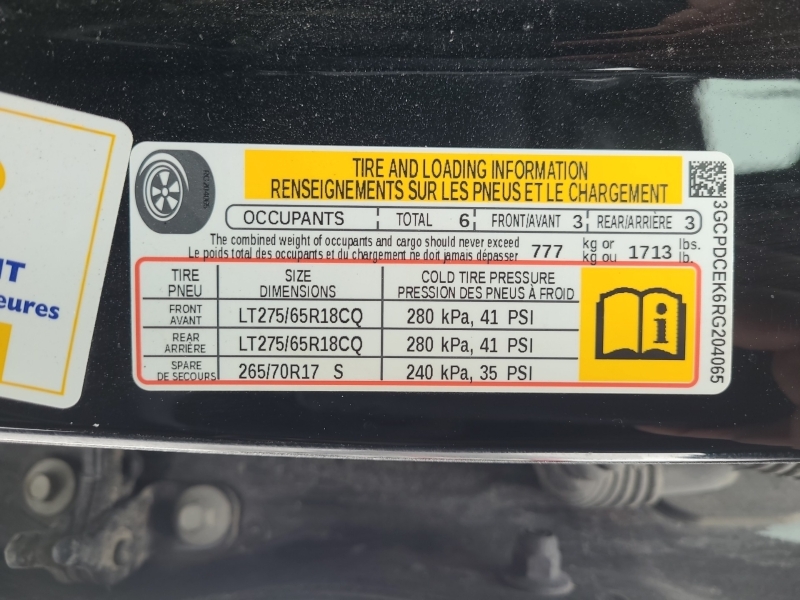 TIRE AND LOADING INFORMATION
RENSEIGNEMENTS SUR LES PNEUS ET LE CHARGEMENT
OCCUPANTS TOTAL 6 FRONT/AVANT 3 REAR/ARRIÈRE 3
The combined weight of occupants and cargo should never exceed
Le poids total des occupants et du chargement ne doit jamais dépasser
777 kg or kg ou 1713 lbs. lb.
TIRE PNEU SIZE DIMENSIONS COLD TIRE PRESSURE PRESSION DES PNEUS À FROID
FRONT AVANT LT275/65R18CQ 280 kPa, 41 PSI
REAR ARRIÈRE LT275/65R18CQ 280 kPa, 41 PSI
SPARE DE SECOURS 265/70R17 S 240 kPa, 35 PSI
3GCPDCEK6RG204065
NT
eures